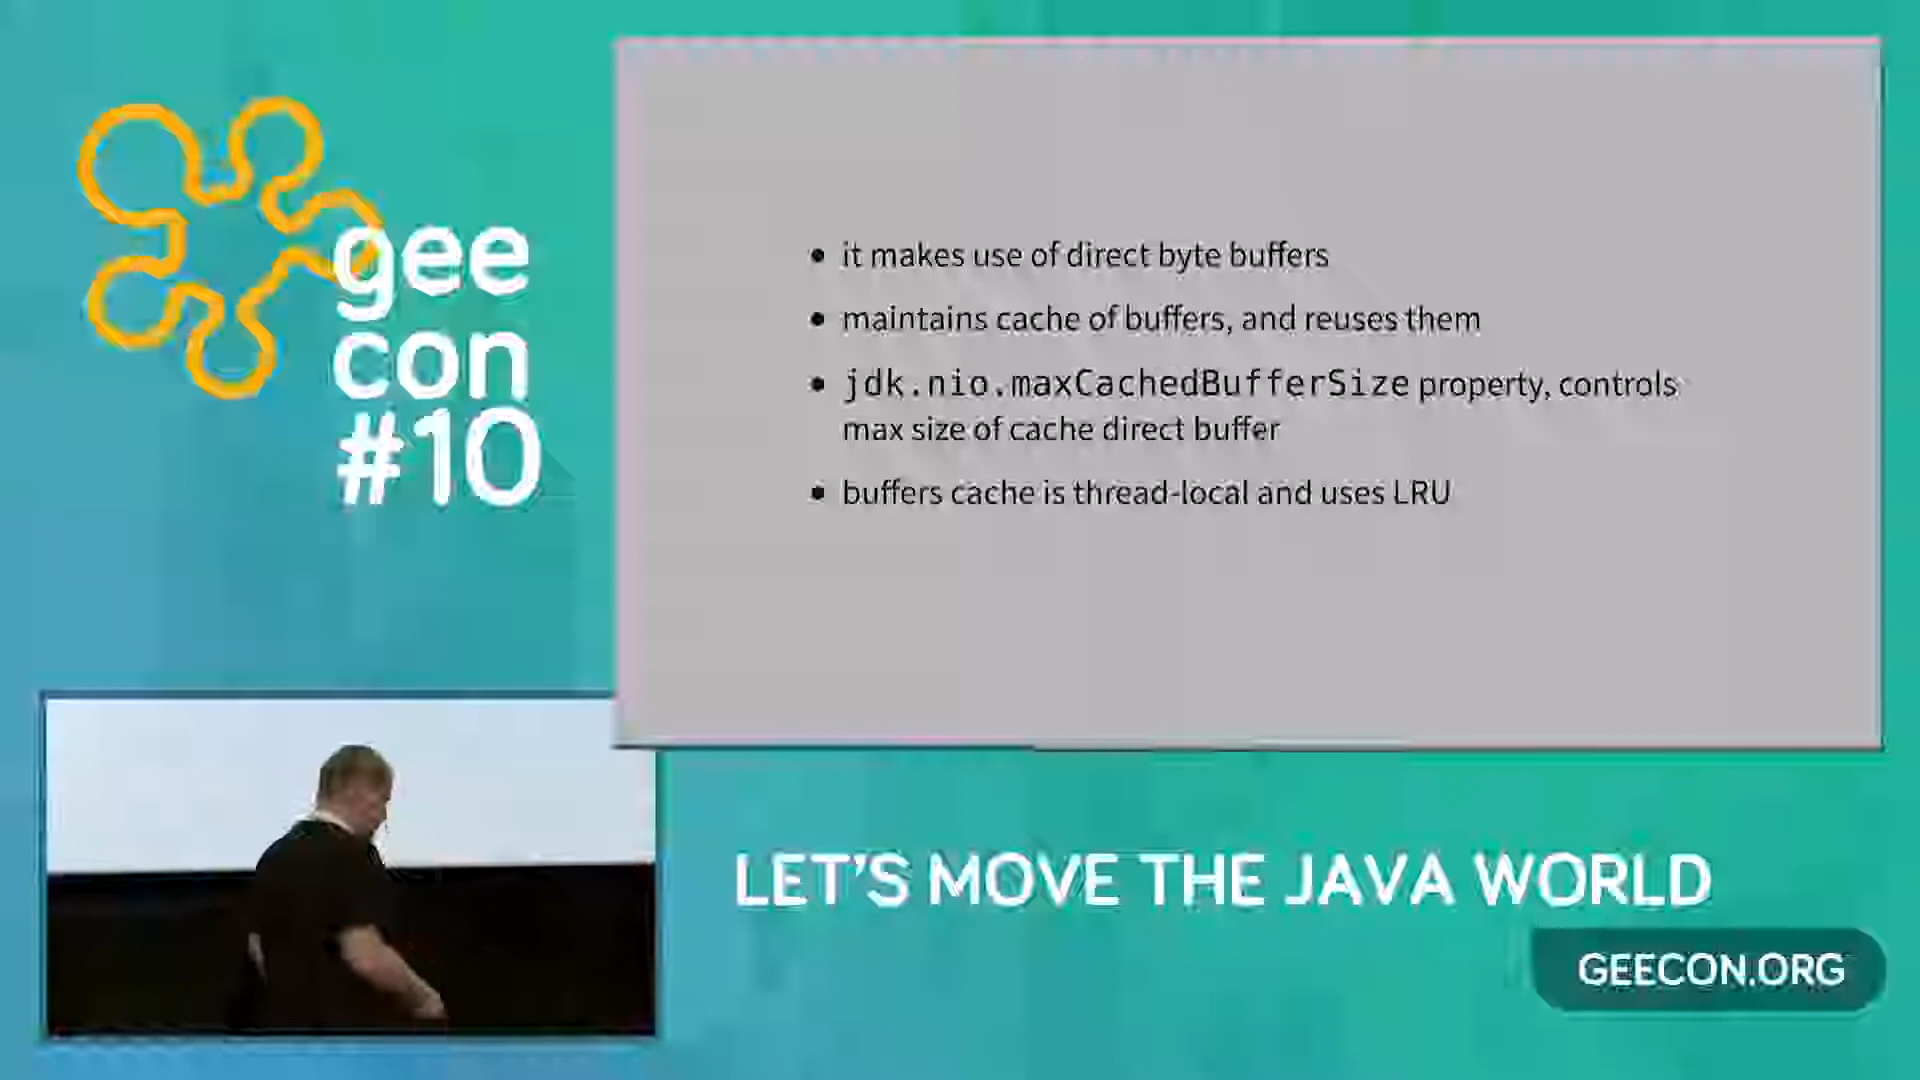 gee
con
#10
it makes use of direct byte buffers
maintains cache of buffers, and reuses them
jdk.nio.maxCachedBufferSize property, controls
max size of cache direct buffer
buffers cache is thread-local and uses LRU
LET'S MOVE THE JAVA WORLD
GEECON.ORG